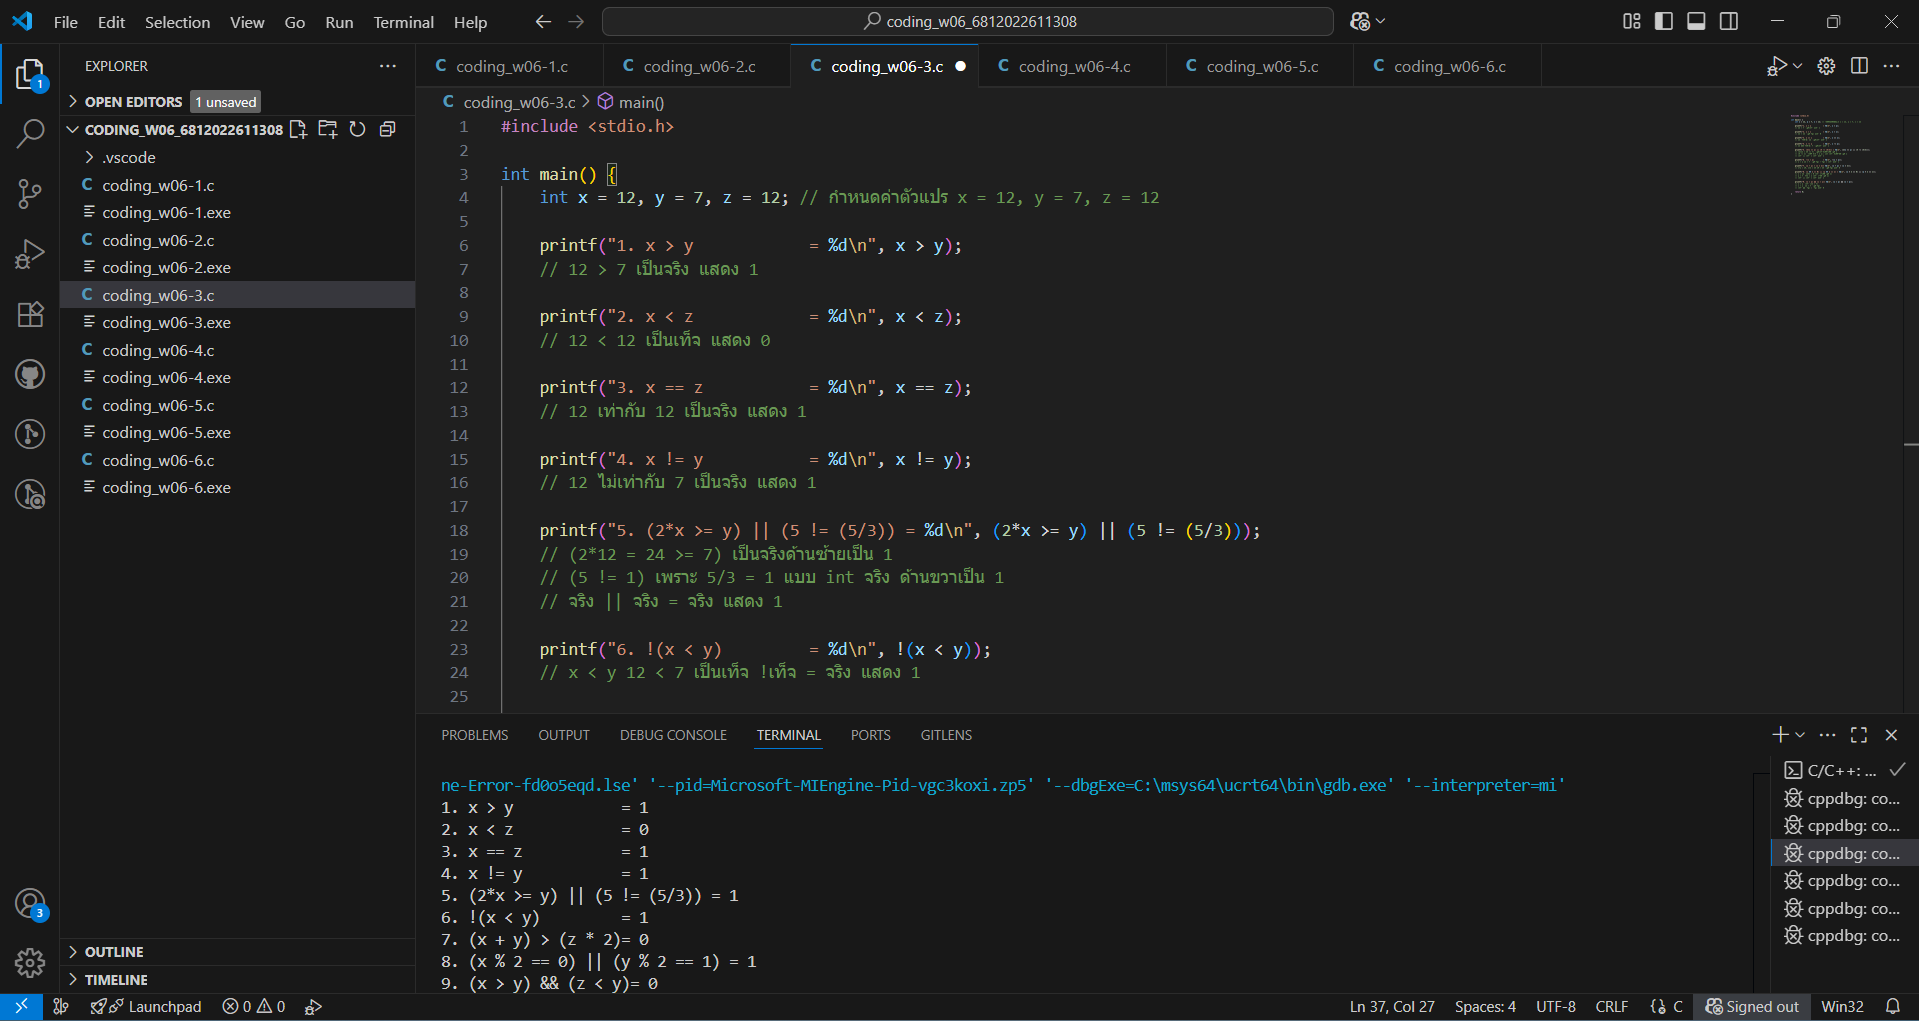 File Edit Selection View Go Run Terminal Help
coding_w06_6812022611308
EXPLORER
OPEN EDITORS 1 unsaved
CODING_W06_6812022611308
.vscode
coding_w06-1.c
coding_w06-1.exe
coding_w06-2.c
coding_w06-2.exe
coding_w06-3.c
coding_w06-3.exe
coding_w06-4.c
coding_w06-4.exe
coding_w06-5.c
coding_w06-5.exe
coding_w06-6.c
coding_w06-6.exe
OUTLINE
TIMELINE
1
3
C coding_w06-1.c C coding_w06-2.c C coding_w06-3.c C coding_w06-4.c C coding_w06-5.c C coding_w06-6.c
C coding_w06-3.c > main()
1 #include <stdio.h>
2
3 int main() {
4 int x = 12, y = 7, z = 12; // กำหนดค่าตัวแปร x = 12, y = 7, z = 12
5
6 printf("1. x > y = %d\n", x > y);
7 // 12 > 7 เป็นจริง แสดง 1
8
9 printf("2. x < z = %d\n", x < z);
10 // 12 < 12 เป็นเท็จ แสดง 0
11
12 printf("3. x == z = %d\n", x == z);
13 // 12 เท่ากับ 12 เป็นจริง แสดง 1
14
15 printf("4. x != y = %d\n", x != y);
16 // 12 ไม่เท่ากับ 7 เป็นจริง แสดง 1
17
18 printf("5. (2*x >= y) || (5 != (5/3)) = %d\n", (2*x >= y) || (5 != (5/3)));
19 // (2*12 = 24 >= 7) เป็นจริงด้านซ้ายเป็น 1
20 // (5 != 1) เพราะ 5/3 = 1 แบบ int จริง ด้านขวาเป็น 1
21 // จริง || จริง = จริง แสดง 1
22
23 printf("6. !(x < y) = %d\n", !(x < y));
24 // x < y 12 < 7 เป็นเท็จ !เท็จ = จริง แสดง 1
25
PROBLEMS OUTPUT DEBUG CONSOLE TERMINAL PORTS GITLENS
ne-Error-fd0o5eqd.lse' '--pid=Microsoft-MIEngine-Pid-vgc3koxi.zp5' '--dbgExe=C:\msys64\ucrt64\bin\gdb.exe' '--interpreter=mi'
1. x > y = 1
2. x < z = 0
3. x == z = 1
4. x != y = 1
5. (2*x >= y) || (5 != (5/3)) = 1
6. !(x < y) = 1
7. (x + y) > (z * 2)= 0
8. (x % 2 == 0) || (y % 2 == 1) = 1
9. (x > y) && (z < y)= 0
C/C++: ...
cppdbg: co...
cppdbg: co...
cppdbg: co...
cppdbg: co...
cppdbg: co...
cppdbg: co...
Launchpad 0 0 Ln 37, Col 27 Spaces: 4 UTF-8 CRLF {} C Signed out Win32